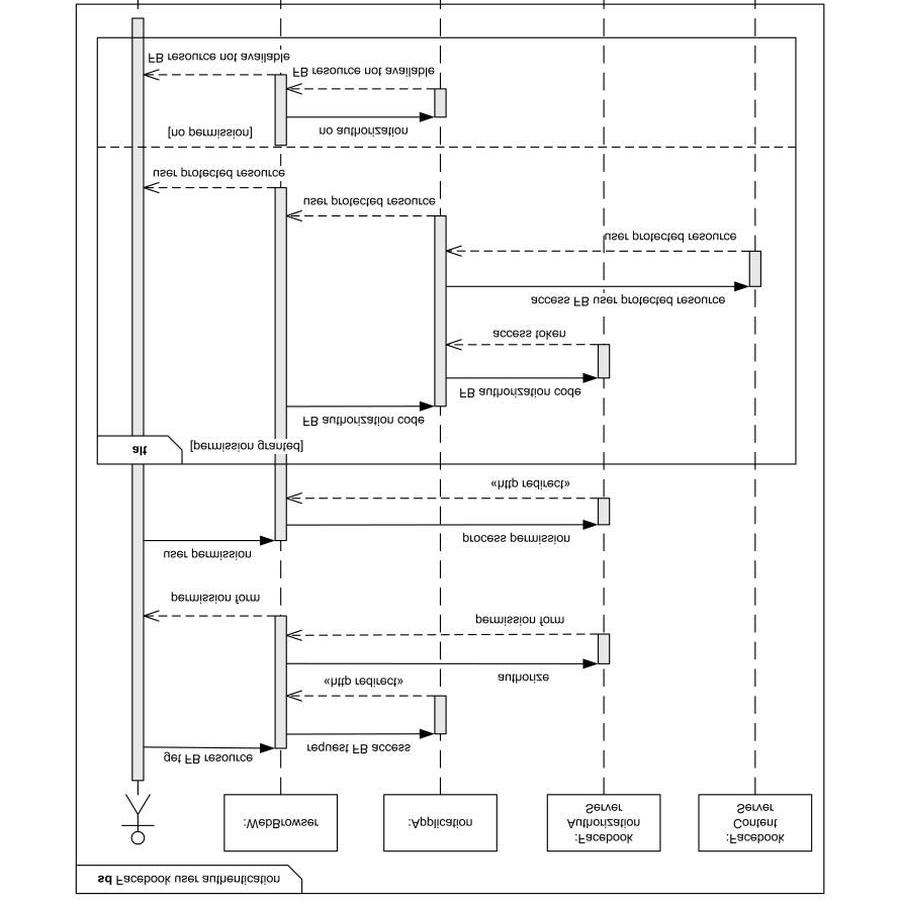 sd Facebook user authentication
:WebBrowser
:Application
:Facebook
Authorization
Server
:Facebook
Content
Server
get FB resource
request FB access
«http redirect»
authorize
permission form
permission form
user permission
process permission
«http redirect»
alt
[permission granted]
FB authorization code
FB authorization code
access token
access FB user protected resource
user protected resource
user protected resource
user protected resource
[no permission]
no authorization
FB resource not available
FB resource not available